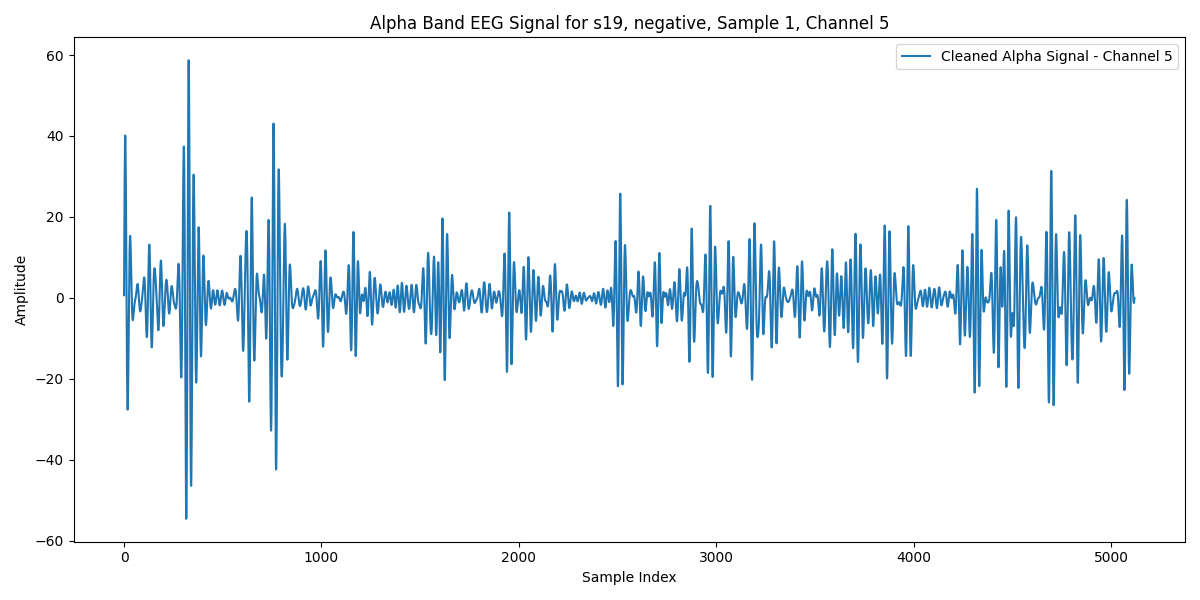 Alpha Band EEG Signal for s19, negative, Sample 1, Channel 5
Cleaned Alpha Signal - Channel 5
60
40
20
0
−20
−40
−60
Amplitude
0 1000 2000 3000 4000 5000
Sample Index